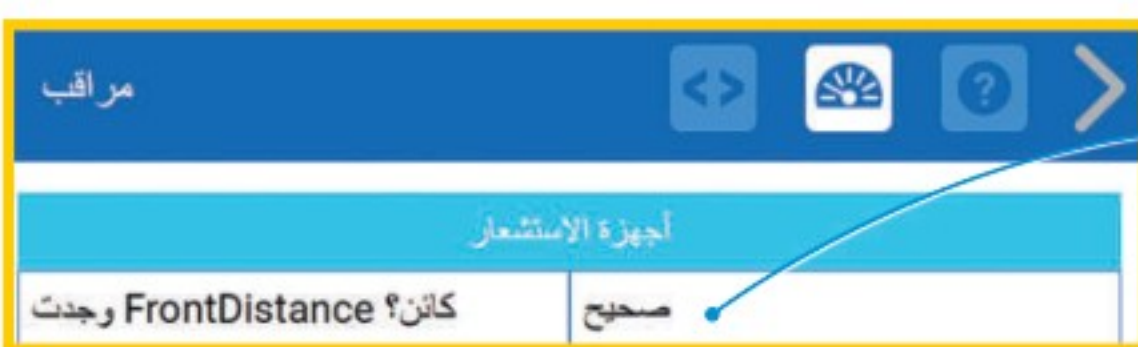 مراقب
<> ?
أجهزة الاستشعار
وجدت FrontDistance كائن؟ صحيح